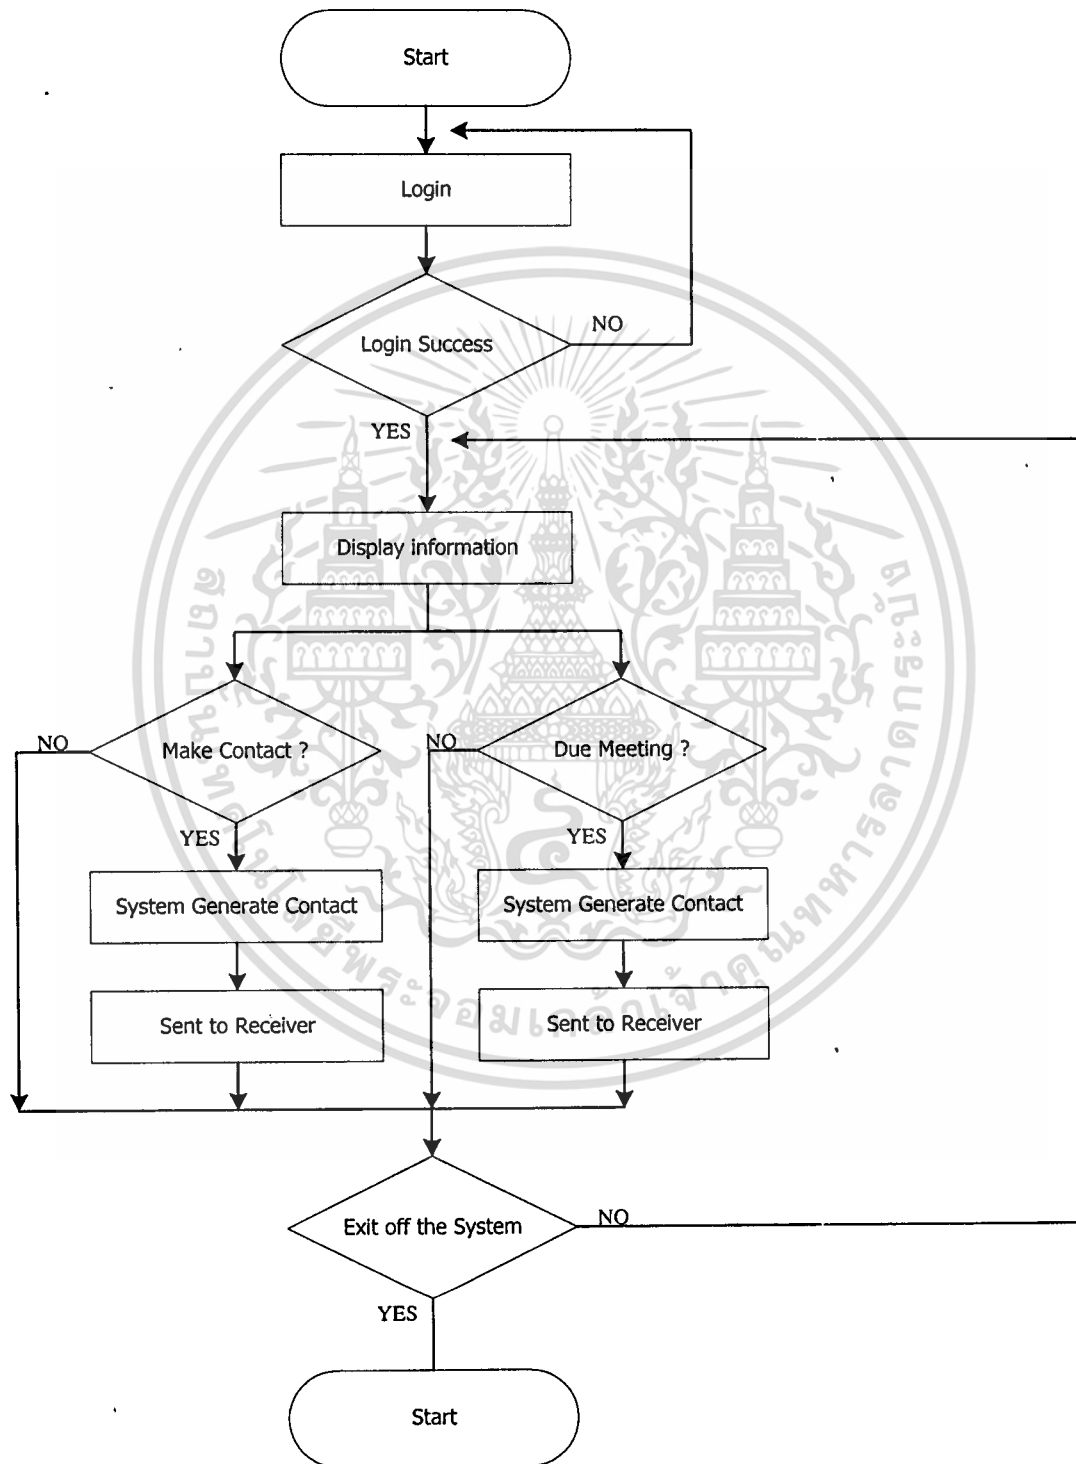 Start
Login
Login Success
NO
YES
Display information
Make Contact ?
NO
YES
Due Meeting ?
NO
YES
System Generate Contact
System Generate Contact
Sent to Receiver
Sent to Receiver
Exit off the System
NO
YES
Start